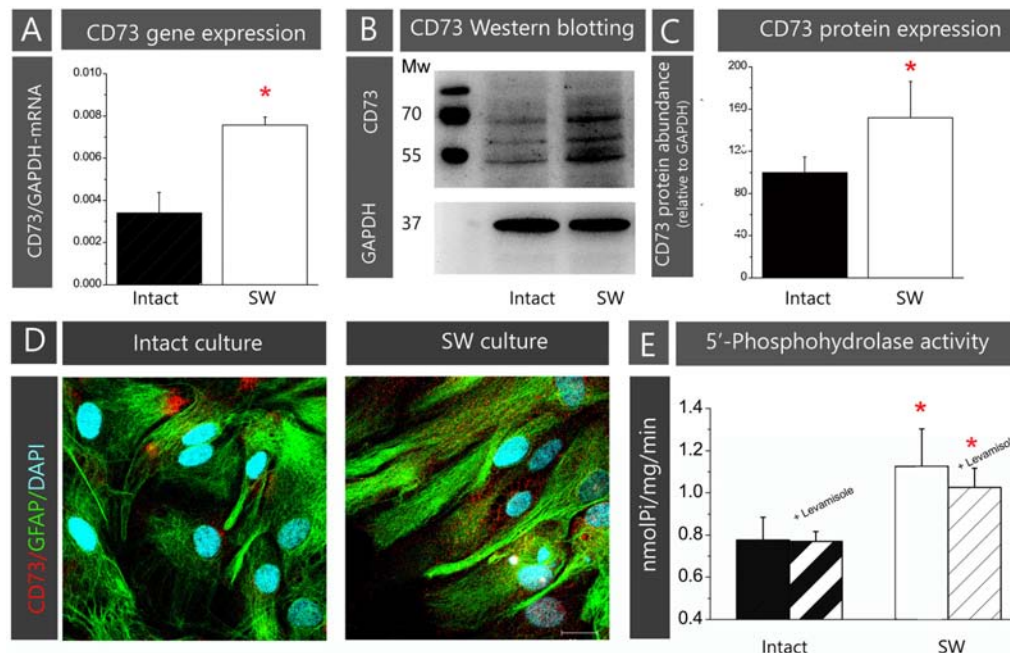 A
CD73 gene expression
CD73/GAPDH-mRNA
0.010
0.008
0.006
0.004
0.002
0.000
*
Intact
SW
B
CD73 Western blotting
Mw
CD73
70
55
GAPDH
37
Intact
SW
C
CD73 protein expression
CD73 protein abundance
(relative to GAPDH)
200
160
120
80
40
0
*
Intact
SW
D
Intact culture
SW culture
CD73/GFAP/DAPI
E
5'-Phosphohydrolase activity
nmolPi/mg/min
1.4
1.2
1.0
0.8
0.6
0.4
+ Levamisole
*
*
+ Levamisole
Intact
SW